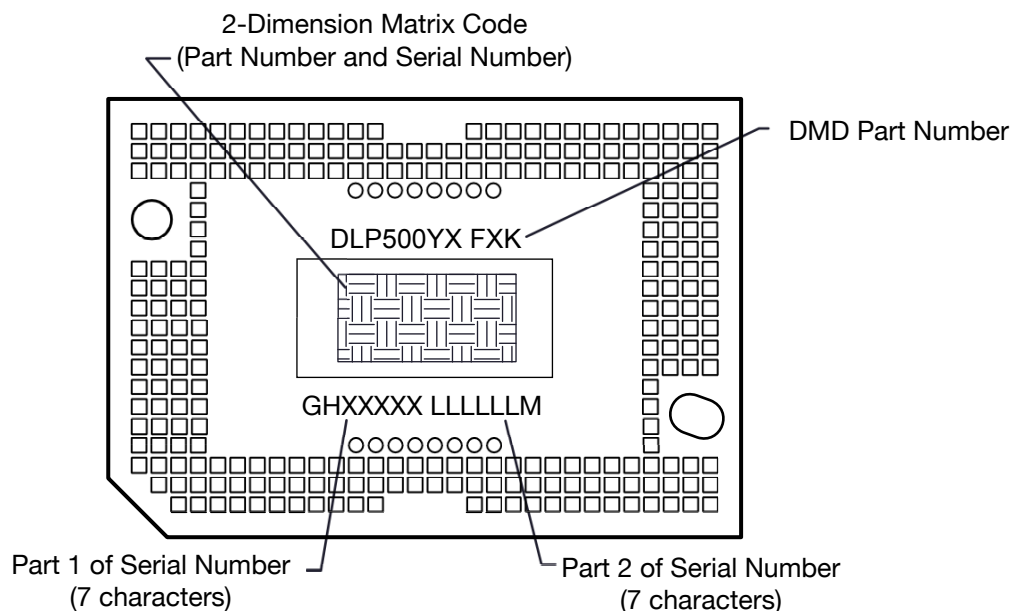 2-Dimension Matrix Code
(Part Number and Serial Number)
DMD Part Number
DLP500YX FXK
GHXXXXX LLLLLLM
Part 1 of Serial Number
(7 characters)
Part 2 of Serial Number
(7 characters)